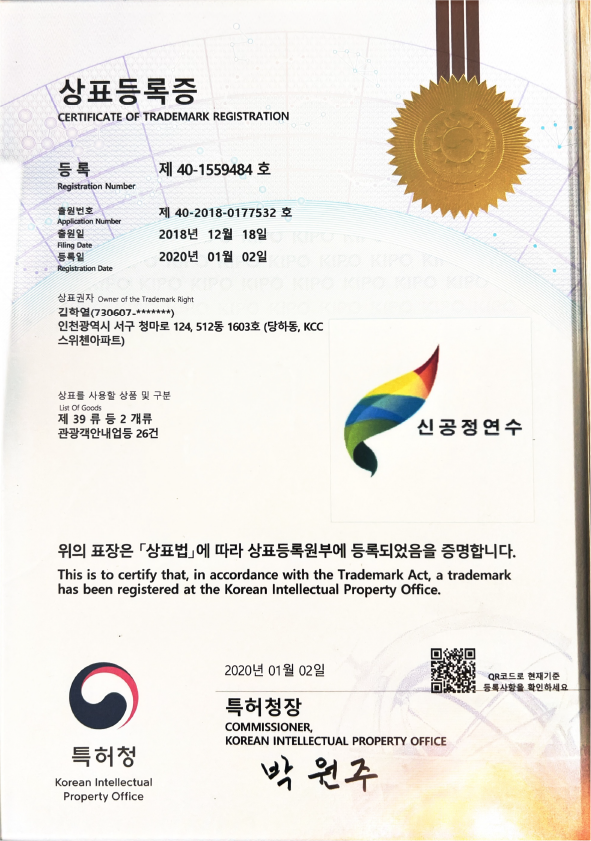 상표등록증
CERTIFICATE OF TRADEMARK REGISTRATION
등록 제 40-1559484 호
Registration Number
출원번호 제 40-2018-0177532 호
Application Number
출원일 2018년 12월 18일
Filing Date
등록일 2020년 01월 02일
Registration Date
상표권자 Owner of the Trademark Right
김학열(730607-*******)
인천광역시 서구 청마로 124, 512동 1603호 (당하동, KCC
스위첸아파트)
상표를 사용할 상품 및 구분
List Of Goods
제 39 류 등 2 개류
관광객안내업등 26건
신공정연수
위의 표장은 「상표법」에 따라 상표등록원부에 등록되었음을 증명합니다.
This is to certify that, in accordance with the Trademark Act, a trademark
has been registered at the Korean Intellectual Property Office.
2020년 01월 02일
QR코드로 현재기준
등록사항을 확인하세요
특허청장
COMMISSIONER,
KOREAN INTELLECTUAL PROPERTY OFFICE
박원주
특허청
Korean Intellectual
Property Office